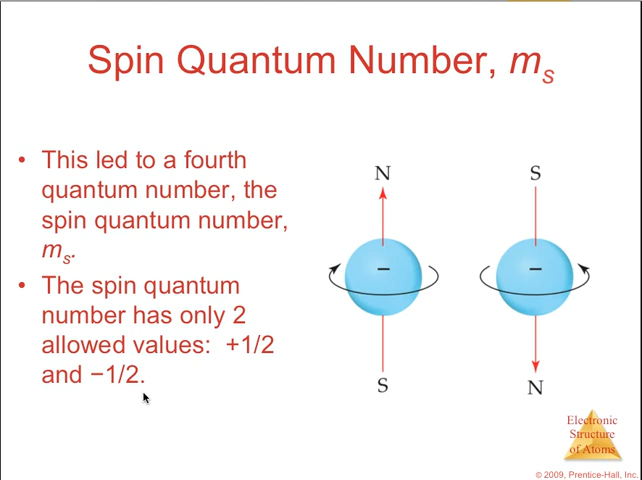 Spin Quantum Number, ms
• This led to a fourth
quantum number, the
spin quantum number,
ms.
• The spin quantum
number has only 2
allowed values:  +1/2
and −1/2.
N
S
−
−
S
N
Electronic
Structure
of Atoms
© 2009, Prentice-Hall, Inc.